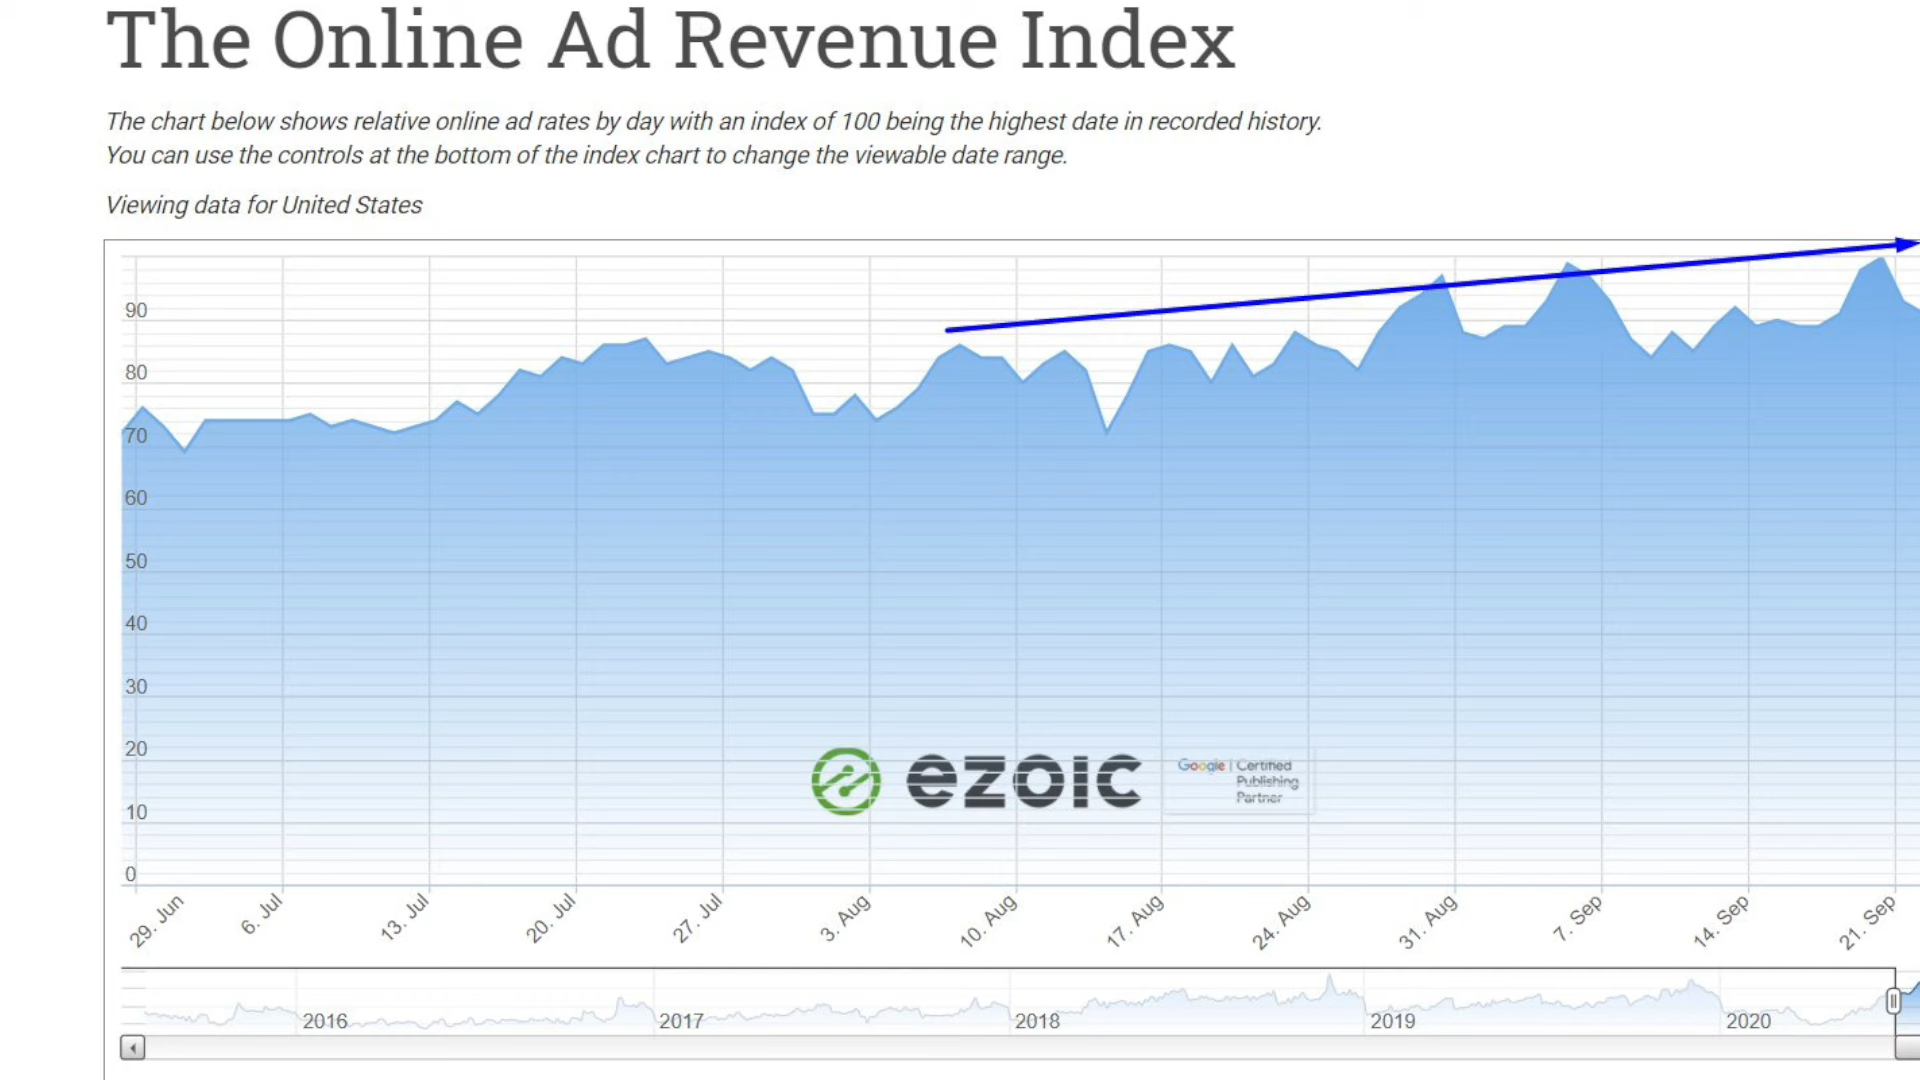 The Online Ad Revenue Index
The chart below shows relative online ad rates by day with an index of 100 being the highest date in recorded history.
You can use the controls at the bottom of the index chart to change the viewable date range.
Viewing data for United States
90
80
70
60
50
40
30
20
10
0
ezoic
Google | Certified
Publishing
Partner
29. Jun
6. Jul
13. Jul
20. Jul
27. Jul
3. Aug
10. Aug
17. Aug
24. Aug
31. Aug
7. Sep
14. Sep
21. Sep
2016
2017
2018
2019
2020